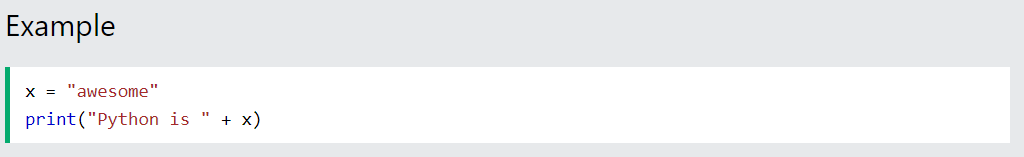 Example
x = "awesome"
print("Python is " + x)